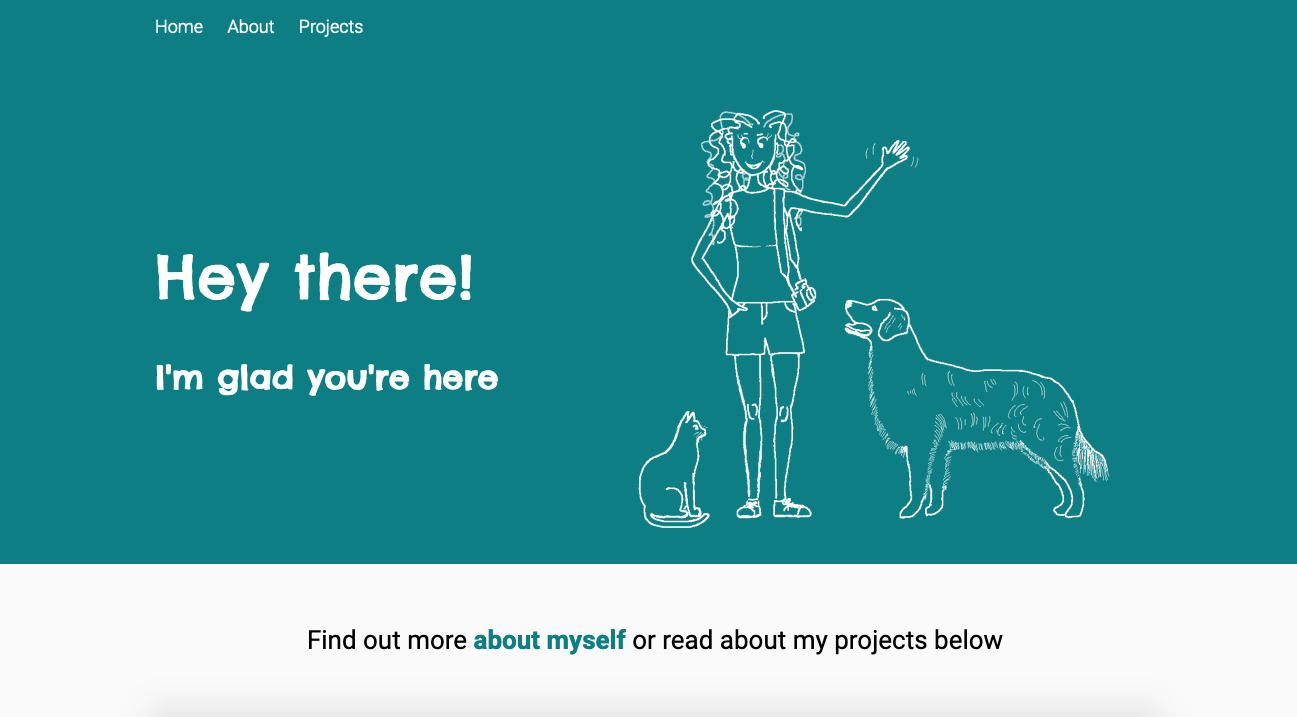 Home About Projects
Hey there!
I'm glad you're here
Find out more about myself or read about my projects below